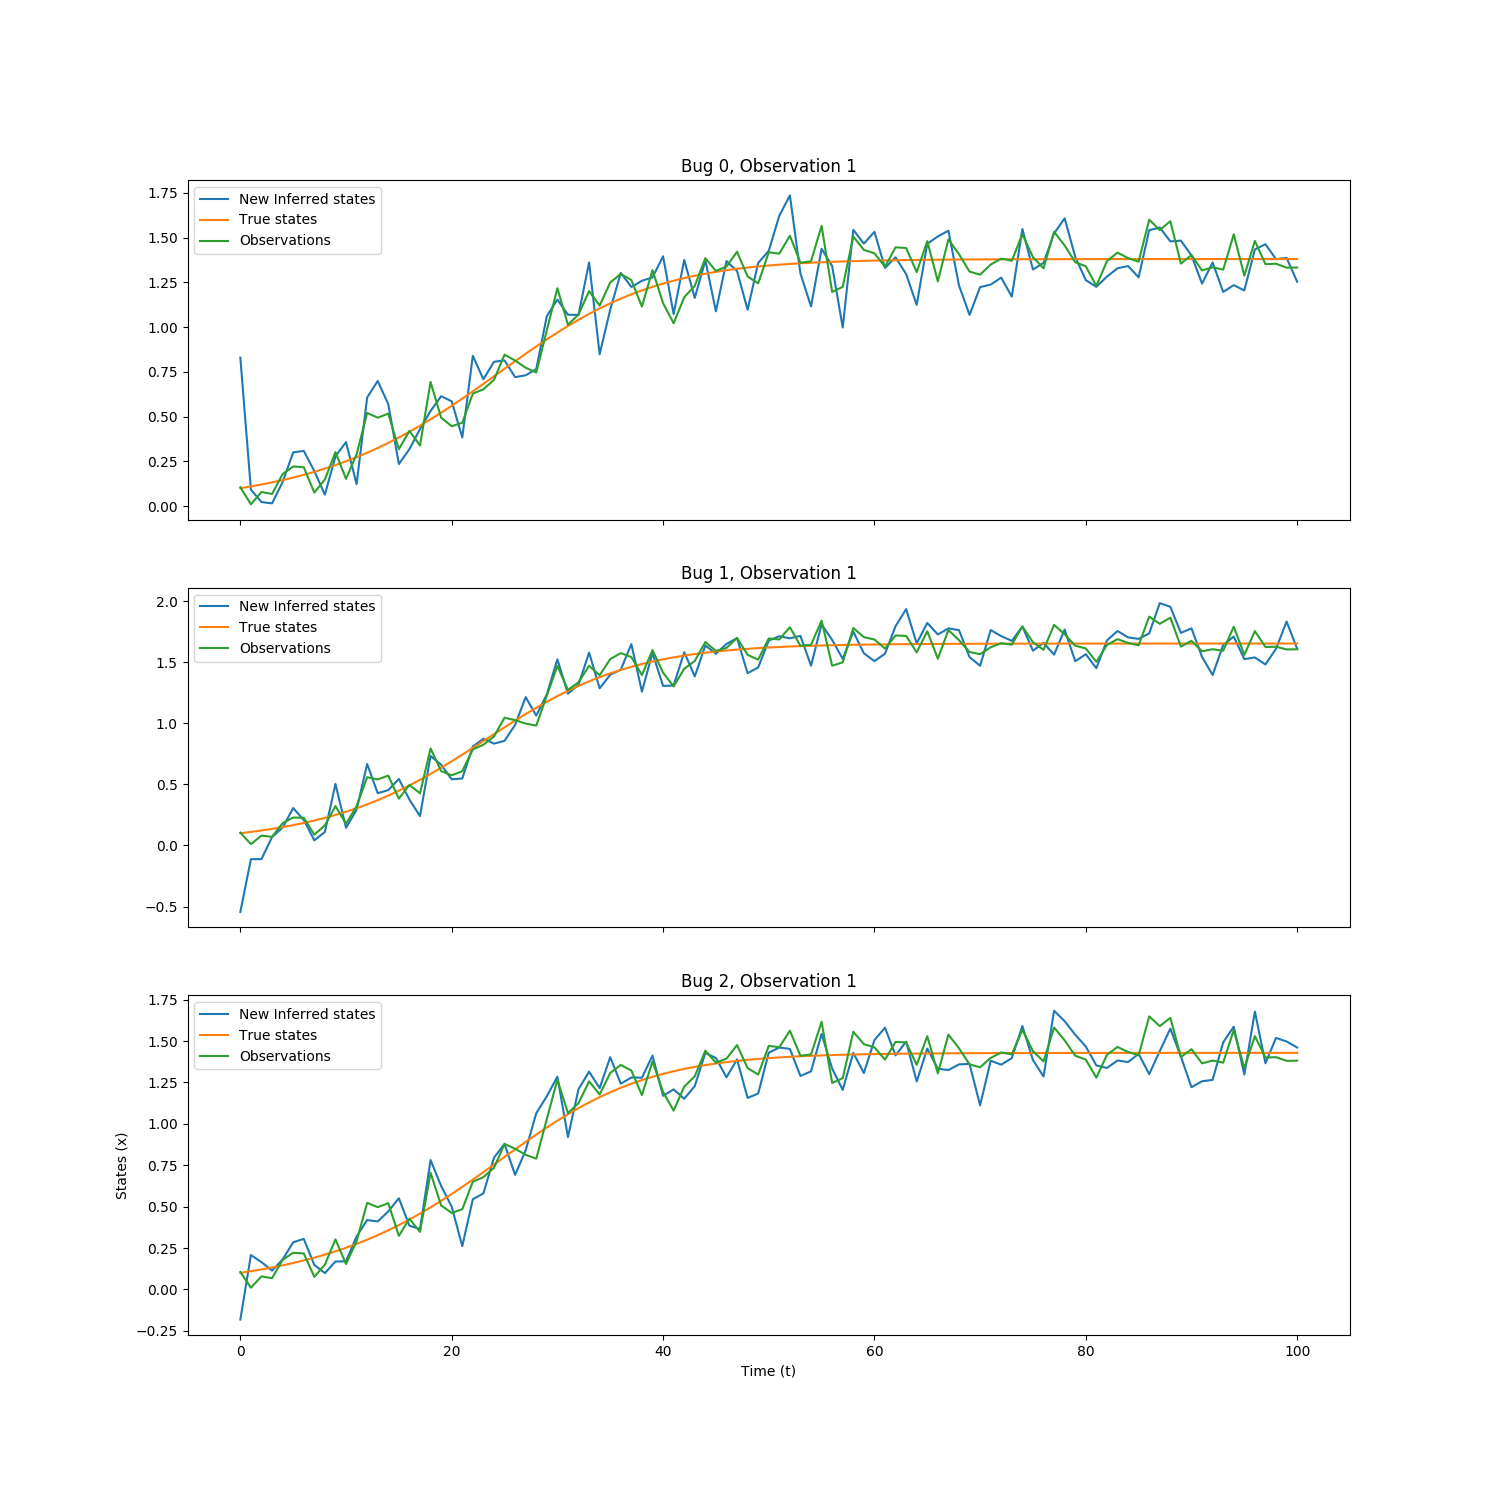 Bug 0, Observation 1
New Inferred states
True states
Observations
1.75
1.50
1.25
1.00
0.75
0.50
0.25
0.00
Bug 1, Observation 1
New Inferred states
True states
Observations
2.0
1.5
1.0
0.5
0.0
−0.5
Bug 2, Observation 1
New Inferred states
True states
Observations
1.75
1.50
1.25
1.00
0.75
0.50
0.25
0.00
−0.25
States (x)
0 20 40 60 80 100
Time (t)